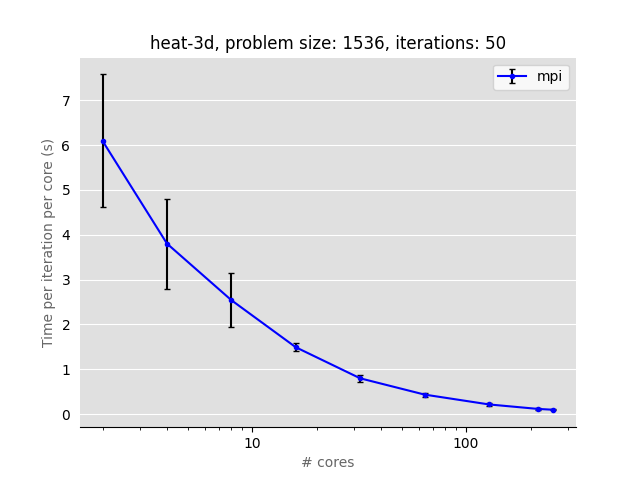 heat-3d, problem size: 1536, iterations: 50
mpi
Time per iteration per core (s)
7
6
5
4
3
2
1
0
10 100
# cores